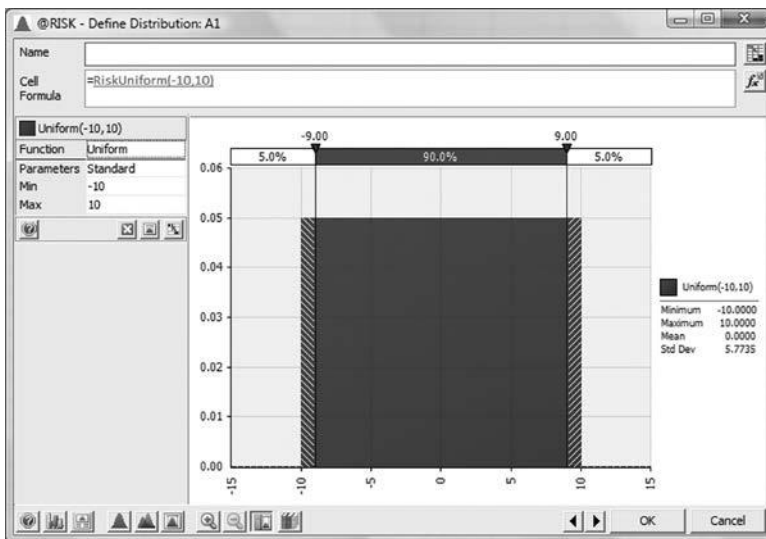 @RISK - Define Distribution: A1
Name
Cell Formula
=RiskUniform(-10,10)
Uniform(-10,10)
Function Uniform
Parameters Standard
Min -10
Max 10
-9.00 9.00
5.0% 90.0% 5.0%
0.06
0.05
0.04
0.03
0.02
0.01
0.00
-15 -10 -5 0 5 10 15
Uniform(-10,10)
Minimum -10.0000
Maximum 10.0000
Mean 0.0000
Std Dev 5.7735
OK Cancel